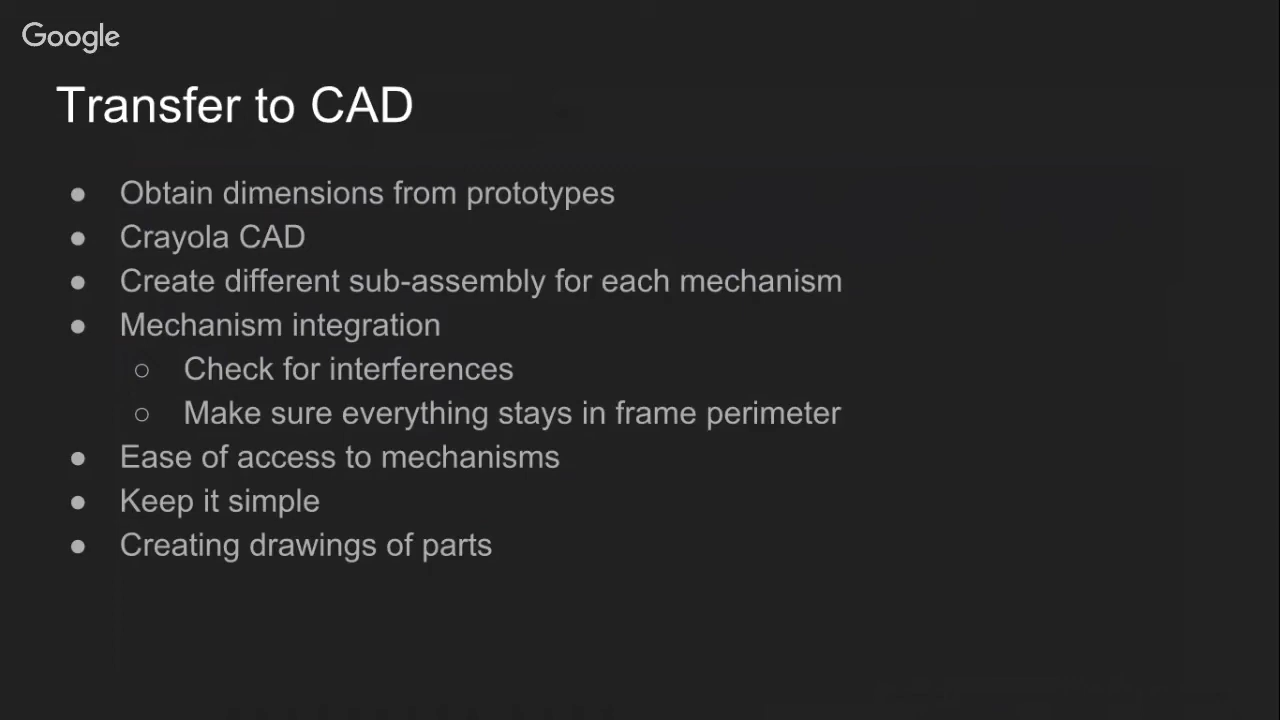 Google
Transfer to CAD
● Obtain dimensions from prototypes
● Crayola CAD
● Create different sub-assembly for each mechanism
● Mechanism integration
○ Check for interferences
○ Make sure everything stays in frame perimeter
● Ease of access to mechanisms
● Keep it simple
● Creating drawings of parts